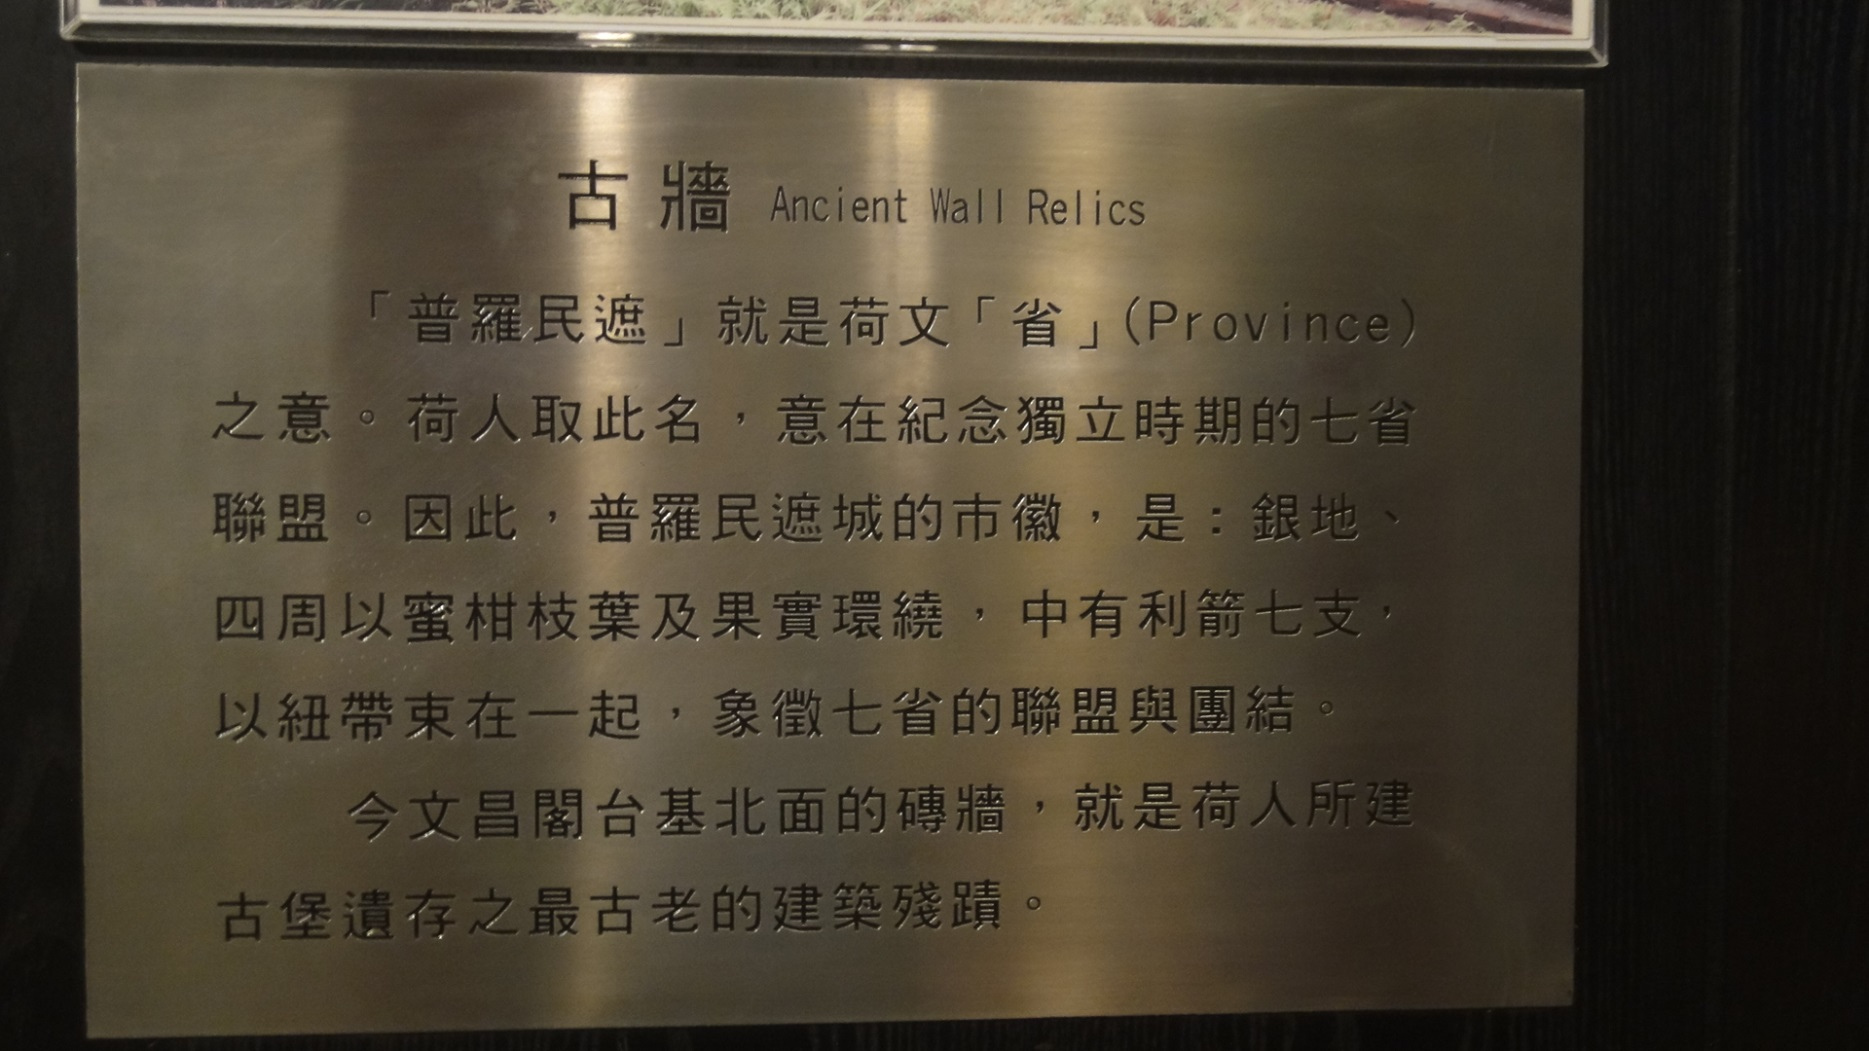 古牆 Ancient Wall Relics
「普羅民遮」就是荷文「省」(Province)
之意。荷人取此名，意在紀念獨立時期的七省
聯盟。因此，普羅民遮城的市徽，是：銀地、
四周以蜜柑枝葉及果實環繞，中有利箭七支，
以紐帶束在一起，象徵七省的聯盟與團結。
今文昌閣台基北面的磚牆，就是荷人所建
古堡遺存之最古老的建築殘蹟。